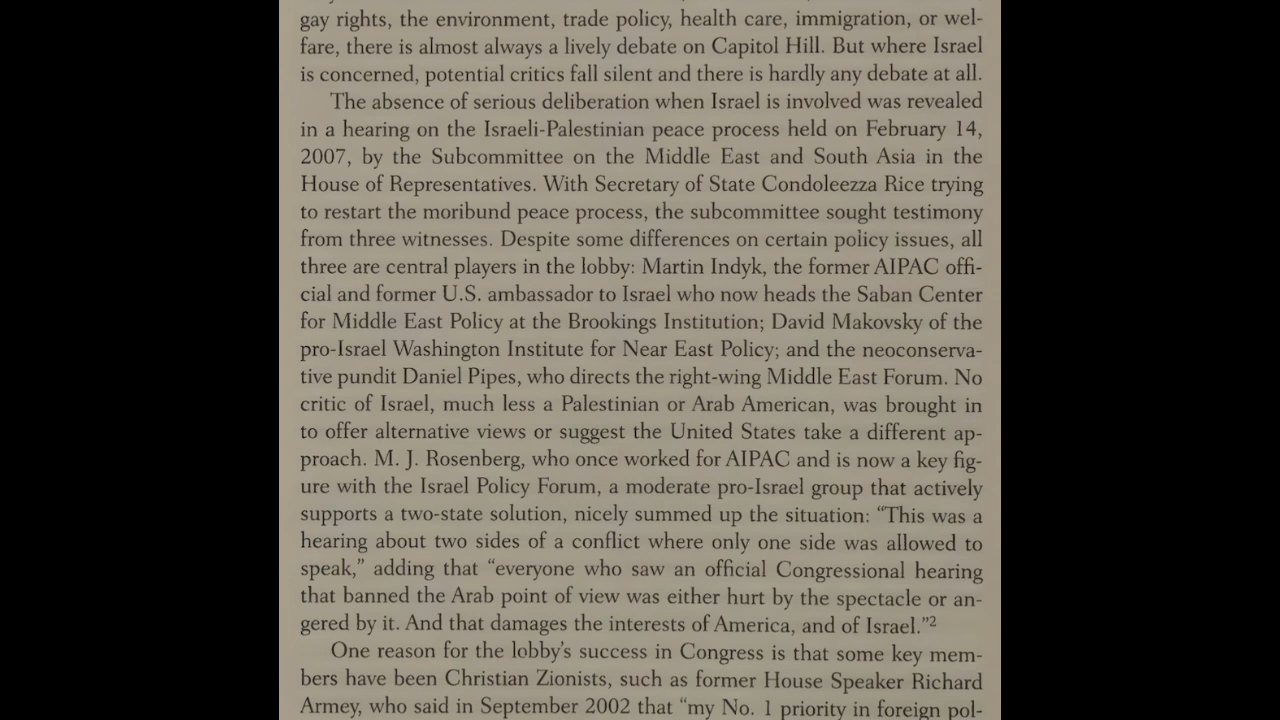 gay rights, the environment, trade policy, health care, immigration, or wel-
fare, there is almost always a lively debate on Capitol Hill. But where Israel
is concerned, potential critics fall silent and there is hardly any debate at all.
The absence of serious deliberation when Israel is involved was revealed
in a hearing on the Israeli-Palestinian peace process held on February 14,
2007, by the Subcommittee on the Middle East and South Asia in the
House of Representatives. With Secretary of State Condoleezza Rice trying
to restart the moribund peace process, the subcommittee sought testimony
from three witnesses. Despite some differences on certain policy issues, all
three are central players in the lobby: Martin Indyk, the former AIPAC offi-
cial and former U.S. ambassador to Israel who now heads the Saban Center
for Middle East Policy at the Brookings Institution; David Makovsky of the
pro-Israel Washington Institute for Near East Policy; and the neoconserva-
tive pundit Daniel Pipes, who directs the right-wing Middle East Forum. No
critic of Israel, much less a Palestinian or Arab American, was brought in
to offer alternative views or suggest the United States take a different ap-
proach. M. J. Rosenberg, who once worked for AIPAC and is now a key fig-
ure with the Israel Policy Forum, a moderate pro-Israel group that actively
supports a two-state solution, nicely summed up the situation: “This was a
hearing about two sides of a conflict where only one side was allowed to
speak,” adding that “everyone who saw an official Congressional hearing
that banned the Arab point of view was either hurt by the spectacle or an-
gered by it. And that damages the interests of America, and of Israel.”²
One reason for the lobby’s success in Congress is that some key mem-
bers have been Christian Zionists, such as former House Speaker Richard
Armey, who said in September 2002 that “my No. 1 priority in foreign pol-